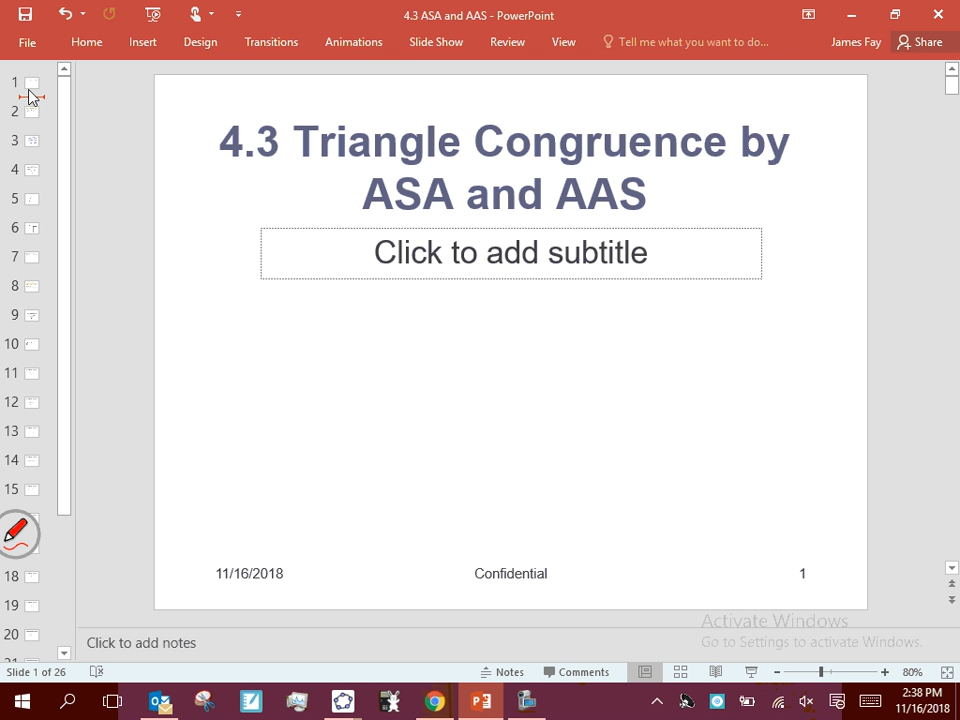 4.3 ASA and AAS - PowerPoint
File Home Insert Design Transitions Animations Slide Show Review View Tell me what you want to do... James Fay Share
1
2
3
4
5
6
7
8
9
10
11
12
13
14
15
18
19
20
4.3 Triangle Congruence by
ASA and AAS
Click to add subtitle
11/16/2018 Confidential 1
Activate Windows
Go to Settings to activate Windows.
Click to add notes
Slide 1 of 26 Notes Comments 80%
2:38 PM
11/16/2018